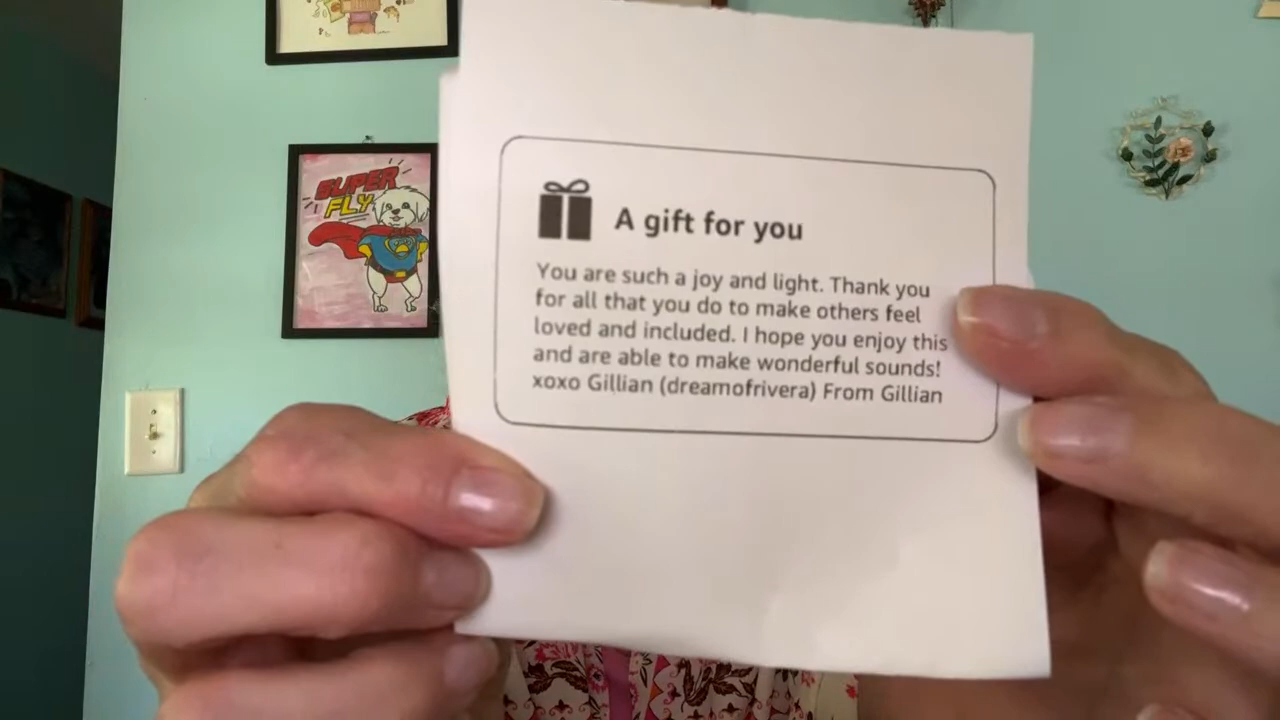 SUPER
FLY
A gift for you
You are such a joy and light. Thank you
for all that you do to make others feel
loved and included. I hope you enjoy this
and are able to make wonderful sounds!
xoxo Gillian (dreamofrivera) From Gillian